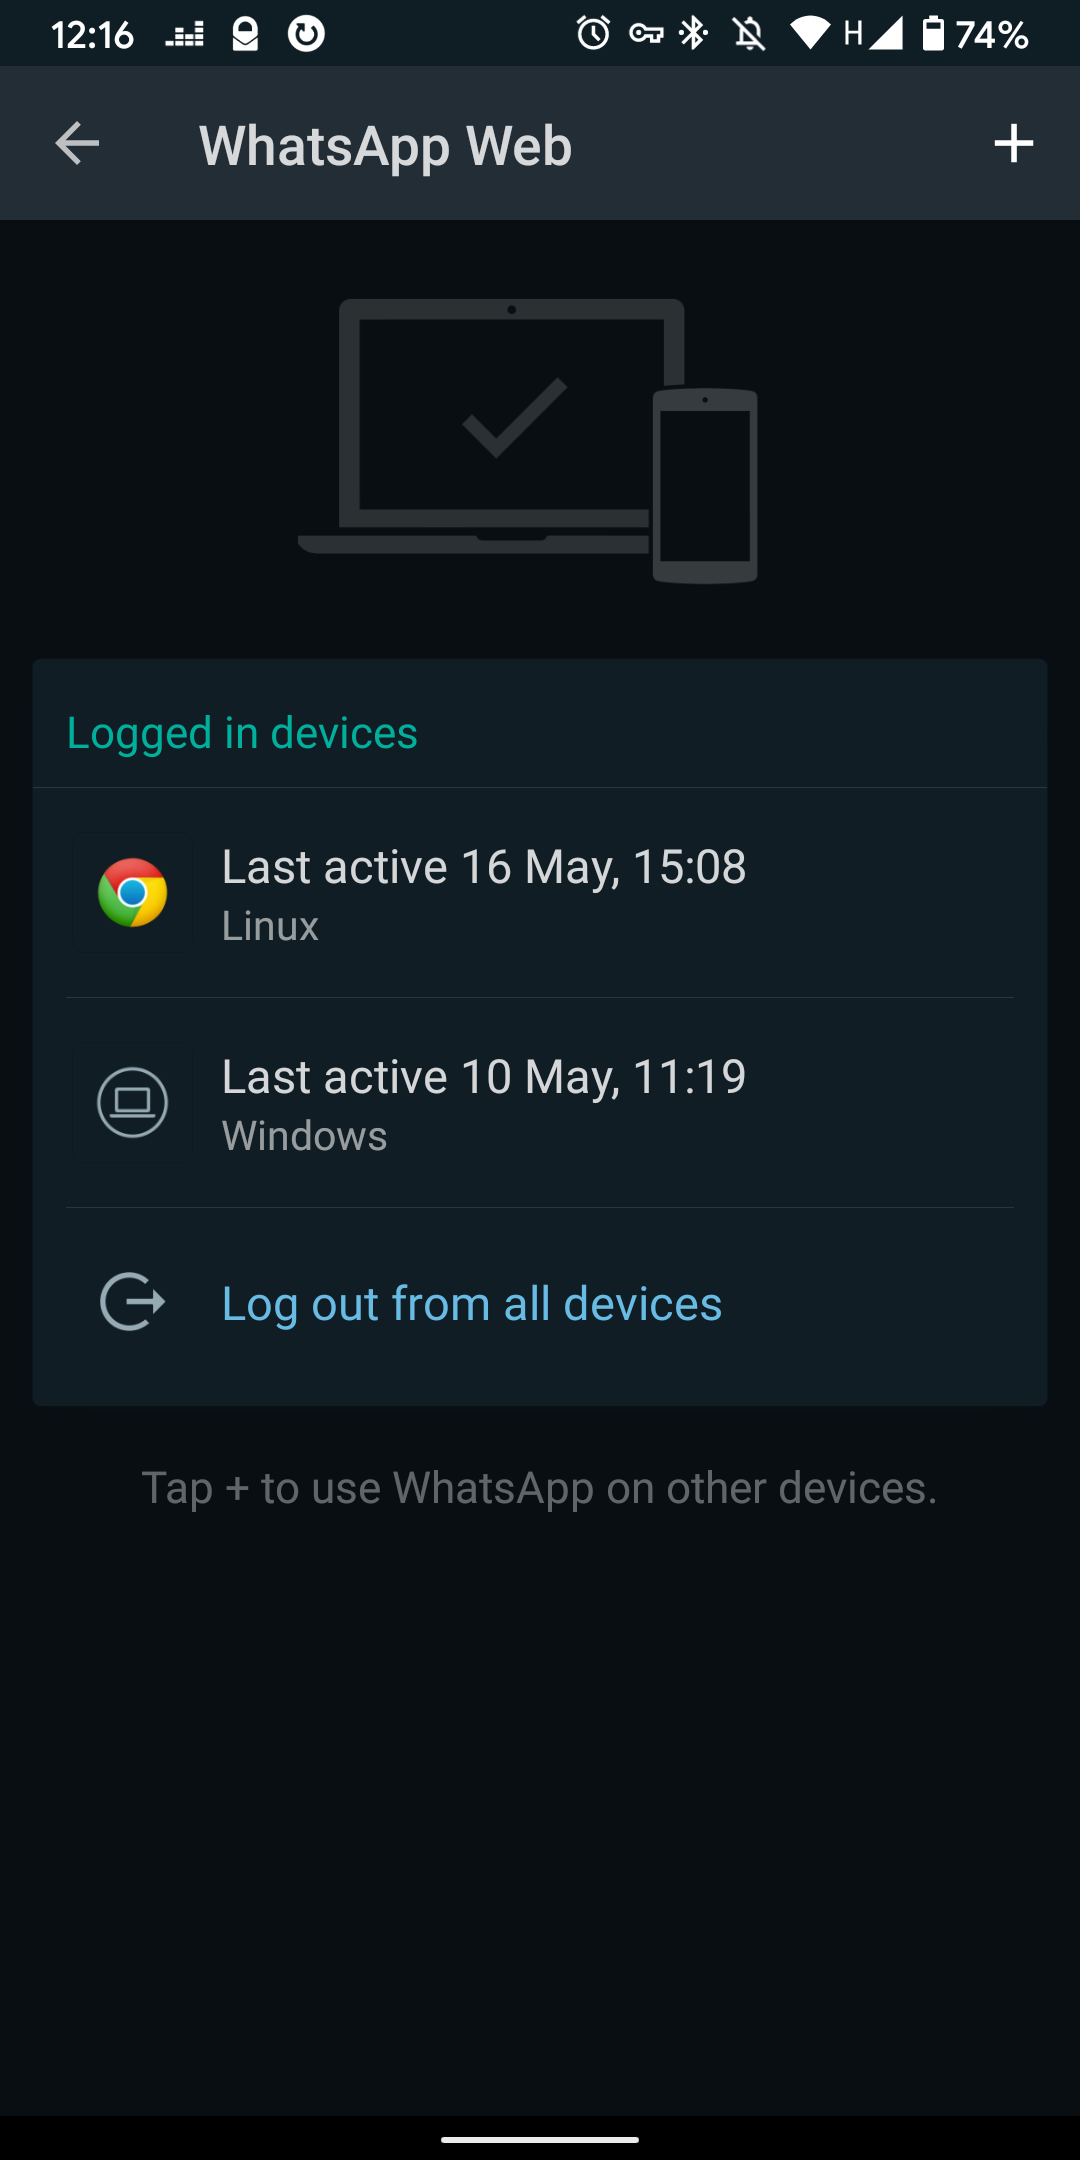 12:16 H 74%
WhatsApp Web
Logged in devices
Last active 16 May, 15:08
Linux
Last active 10 May, 11:19
Windows
Log out from all devices
Tap + to use WhatsApp on other devices.